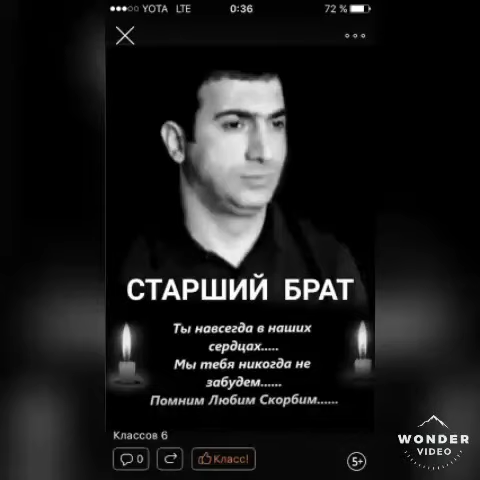 YOTA LTE 0:36 72 %
СТАРШИЙ БРАТ
Ты навсегда в наших
сердцах.....
Мы тебя никогда не
забудем......
Помним Любим Скорбим......
Классов 6
0 Класс! 5+
WONDER
VIDEO